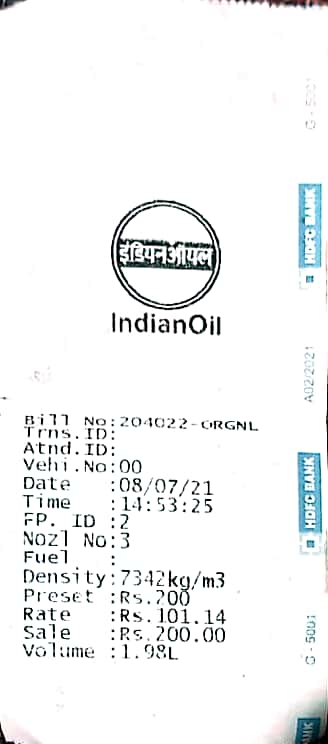 इंडियनऑयल
IndianOil
Bill No:204022-ORGNL
Trns.ID:
Atnd.ID:
Vehi.No:00
Date    :08/07/21
Time    :14:53:25
FP. ID :2
Nozl No:3
Fuel    :
Density:7342kg/m3
Preset :Rs.200
Rate    :Rs.101.14
Sale    :Rs.200.00
Volume :1.98L
G - 5001
HDFC BANK
A02/2021
HDFC BANK
G - 5001